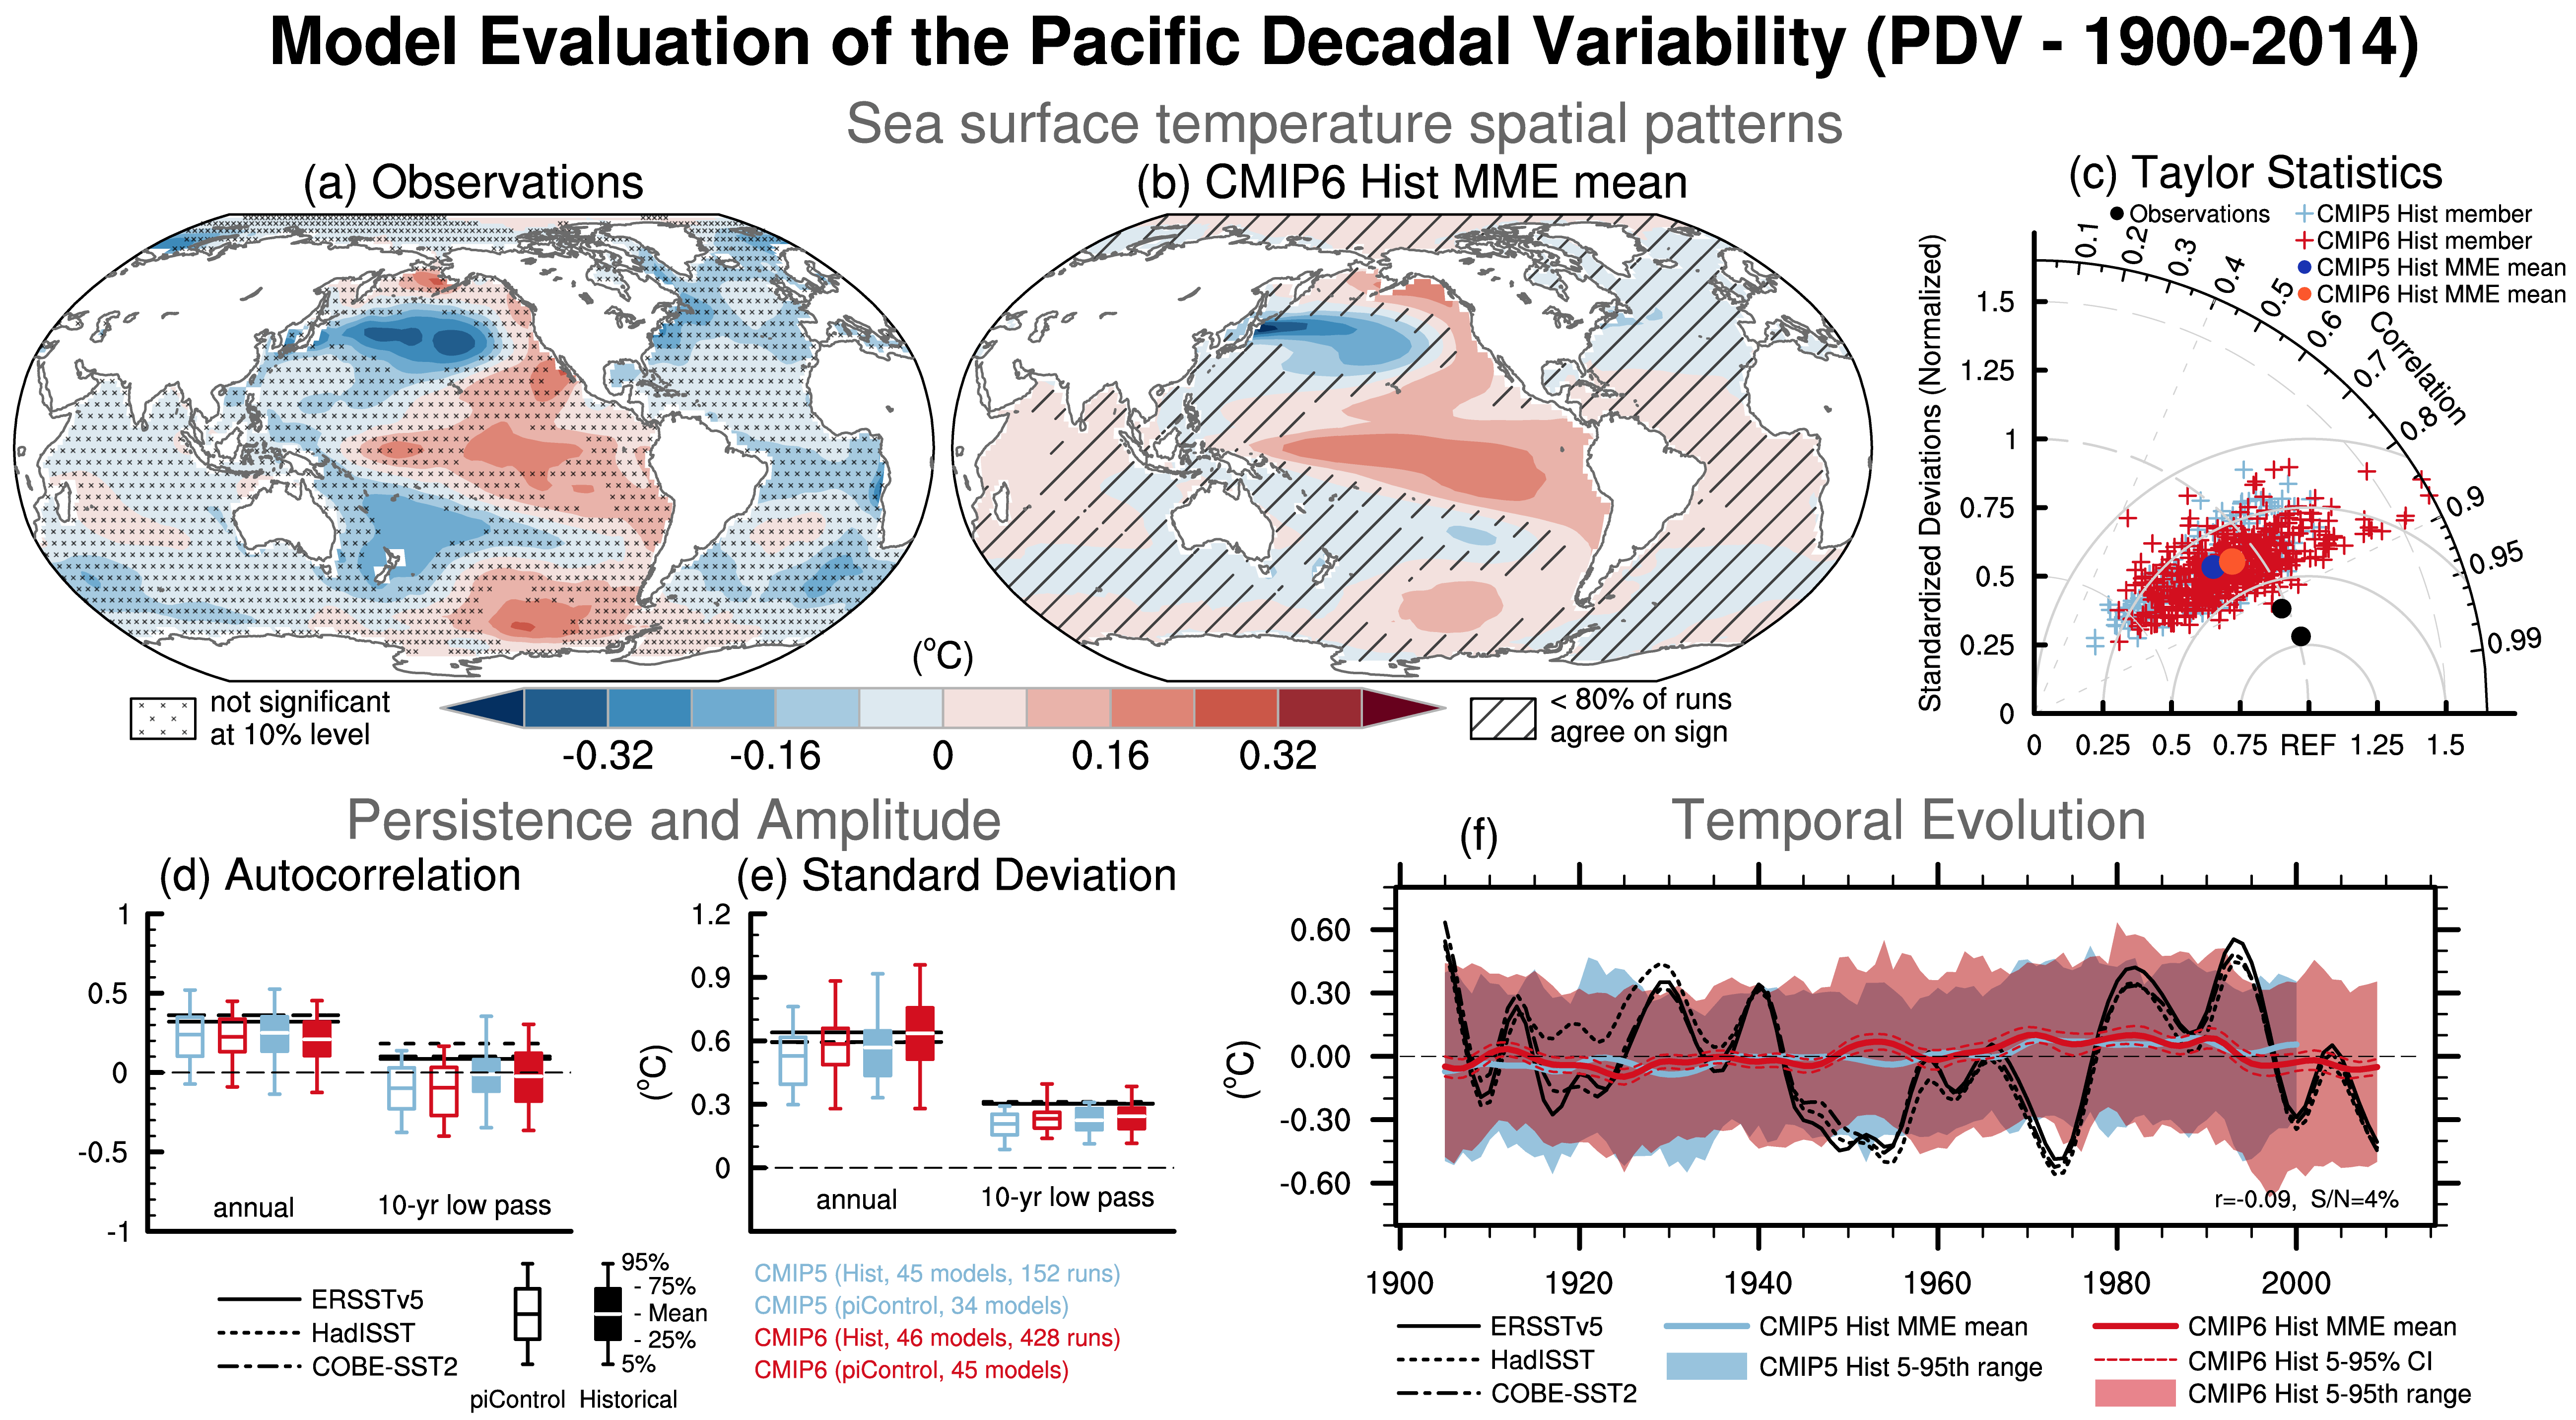 Model Evaluation of the Pacific Decadal Variability (PDV - 1900-2014)
Sea surface temperature spatial patterns
(a) Observations
(b) CMIP6 Hist MME mean
(c) Taylor Statistics
Observations
CMIP5 Hist member
CMIP6 Hist member
CMIP5 Hist MME mean
CMIP6 Hist MME mean
Standardized Deviations (Normalized)
1.5
1.25
1
0.75
0.5
0.25
0
0 0.25 0.5 0.75 REF 1.25 1.5
0.1 0.2 0.3 0.4 0.5 0.6 0.7 0.8 0.9 0.95 0.99
Correlation
(°C)
not significant
at 10% level
-0.32 -0.16 0 0.16 0.32
< 80% of runs
agree on sign
Persistence and Amplitude
(d) Autocorrelation
1
0.5
0
-0.5
-1
annual
10-yr low pass
(e) Standard Deviation
(°C)
1.2
0.9
0.6
0.3
0
annual
10-yr low pass
ERSSTv5
HadISST
COBE-SST2
95%
- 75%
- Mean
- 25%
5%
piControl Historical
CMIP5 (Hist, 45 models, 152 runs)
CMIP5 (piControl, 34 models)
CMIP6 (Hist, 46 models, 428 runs)
CMIP6 (piControl, 45 models)
Temporal Evolution
(f)
(°C)
0.60
0.30
0.00
-0.30
-0.60
r=-0.09, S/N=4%
1900 1920 1940 1960 1980 2000
ERSSTv5
HadISST
COBE-SST2
CMIP5 Hist MME mean
CMIP5 Hist 5-95th range
CMIP6 Hist MME mean
CMIP6 Hist 5-95% CI
CMIP6 Hist 5-95th range